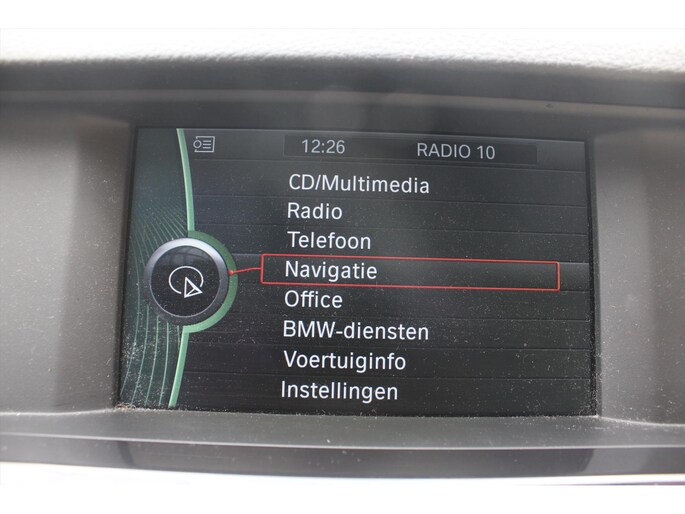 12:26 RADIO 10
CD/Multimedia
Radio
Telefoon
Navigatie
Office
BMW-diensten
Voertuiginfo
Instellingen